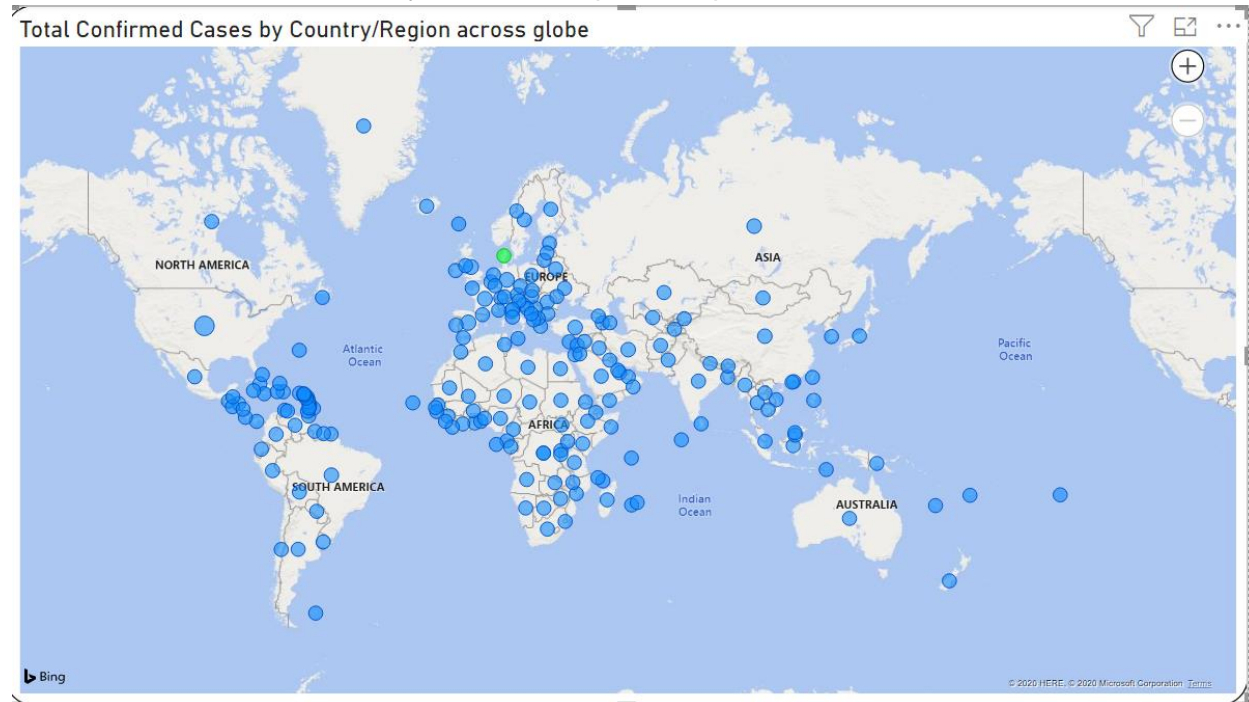 Total Confirmed Cases by Country/Region across globe
NORTH AMERICA
ASIA
EUROPE
Atlantic
Ocean
Pacific
Ocean
AFRICA
SOUTH AMERICA
Indian
Ocean
AUSTRALIA
Bing
© 2020 HERE, © 2020 Microsoft Corporation Terms